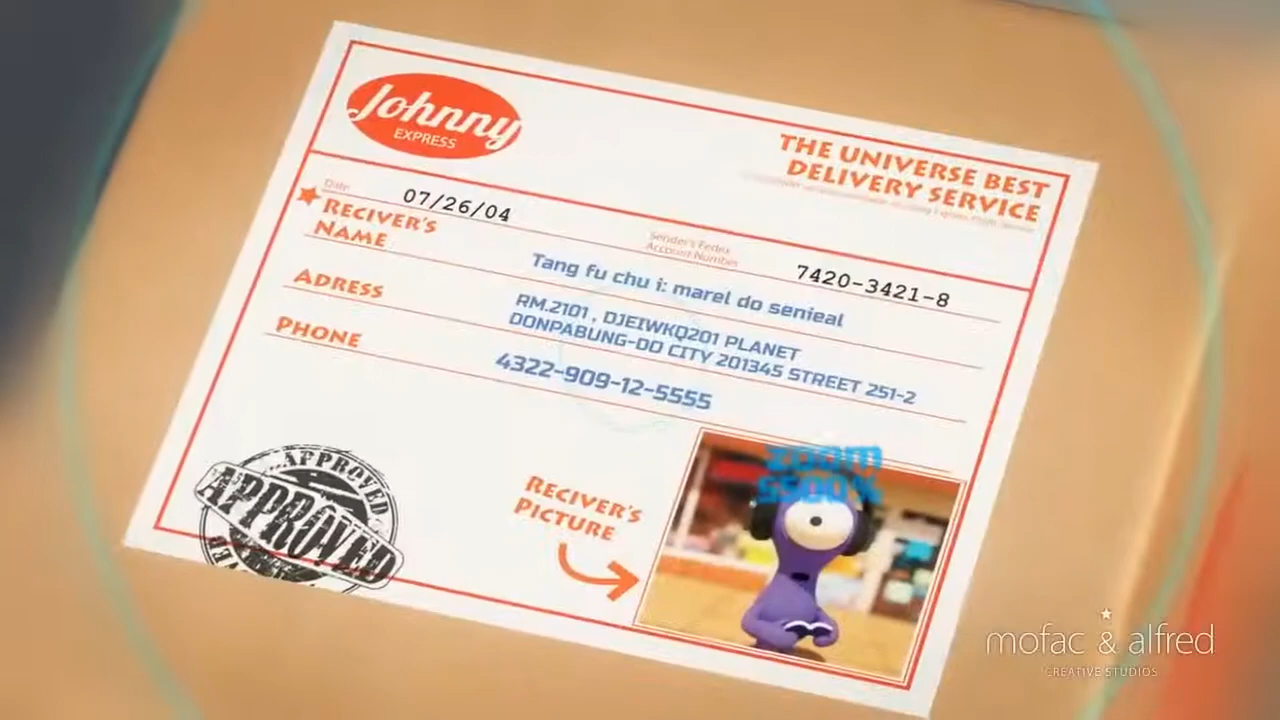 Johnny
EXPRESS
THE UNIVERSE BEST
DELIVERY SERVICE
Date
07/26/04
Sender's Fedex
Account Number
7420-3421-8
RECIVER'S
NAME
Tang fu chu i: marel do senieal
ADRESS
RM.2101 , DJEIWKQ201 PLANET
DONPABUNG-DO CITY 201345 STREET 251-2
PHONE
4322-909-12-5555
APPROVED
APPROVED
RECIVER'S
PICTURE
ZOOM
5500%
mofac & alfred
CREATIVE STUDIOS